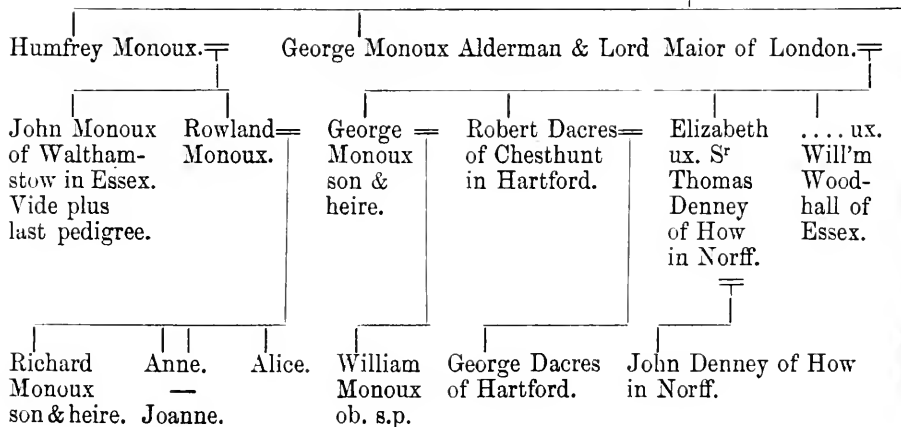 Humfrey Monoux.
George Monoux Alderman & Lord Maior of London.
John Monoux
of Waltham-
stow in Essex.
Vide plus
last pedigree.
Rowland
Monoux.
George
Monoux
son &
heire.
Robert Dacres
of Chesthunt
in Hartford.
Elizabeth
ux. Sr
Thomas
Denney
of How
in Norff.
.... ux.
Will'm
Wood-
hall of
Essex.
Richard
Monoux
son & heire.
Anne.
—
Joanne.
Alice.
William
Monoux
ob. s.p.
George Dacres
of Hartford.
John Denney of How
in Norff.